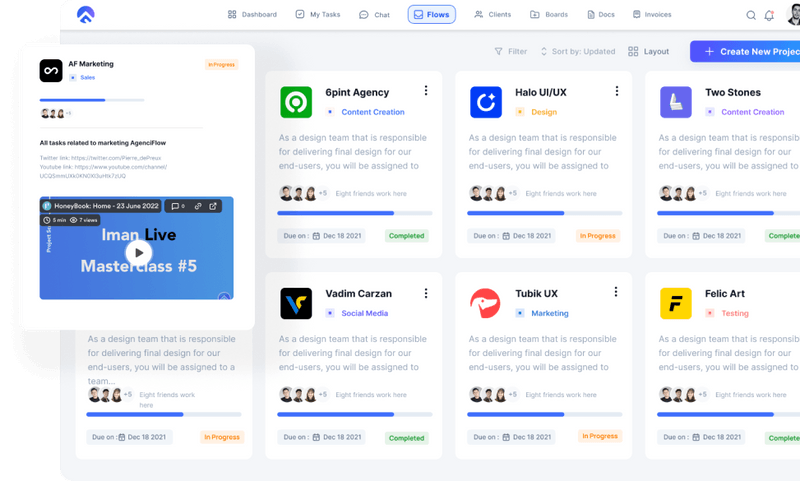 Dashboard
My Tasks
Chat
Flows
Clients
Boards
Docs
Invoices
Filter
Sort by: Updated
Layout
Create New Projec
AF Marketing
In Progress
Sales
+5
All tasks related to marketing AgenciFlow
Twitter link: https://twitter.com/Pierre_dePreux
Youtube link: https://www.youtube.com/channel/
HoneyBook: Home - 23 June 2022
0
5 min
7 views
Iman Live
Masterclass #5
6pint Agency
Content Creation
As a design team that is responsible
for delivering final design for our
end-users, you will be assigned to
+5
Eight friends work here
Due on :
Dec 18 2021
Completed
Halo UI/UX
Design
As a design team that is responsible
for delivering final design for our
end-users, you will be assigned to
+5
Eight friends work here
Due on :
Dec 18 2021
In Progress
Two Stones
Content Creation
As a design team that is responsible
for delivering final design for our
end-users, you will be assigned to
+5
Eight friends work here
Due on :
Dec 18 2021
Complete
As a design team that is responsible
for delivering final design for our
end-users, you will be assigned to a
team...
+5
Eight friends work
here
Due on :
Dec 18 2021
In Progress
Vadim Carzan
Social Media
As a design team that is responsible
for delivering final design for our
end-users, you will be assigned to
+5
Eight friends work here
Due on :
Dec 18 2021
Completed
Tubik UX
Marketing
As a design team that is responsible
for delivering final design for our
end-users, you will be assigned to
+5
Eight friends work here
Due on :
Dec 18 2021
In Progress
Felic Art
Testing
As a design team that is responsible
for delivering final design for our
end-users, you will be assigned to
+5
Eight friends work here
Due on :
Dec 18 2021
Complete